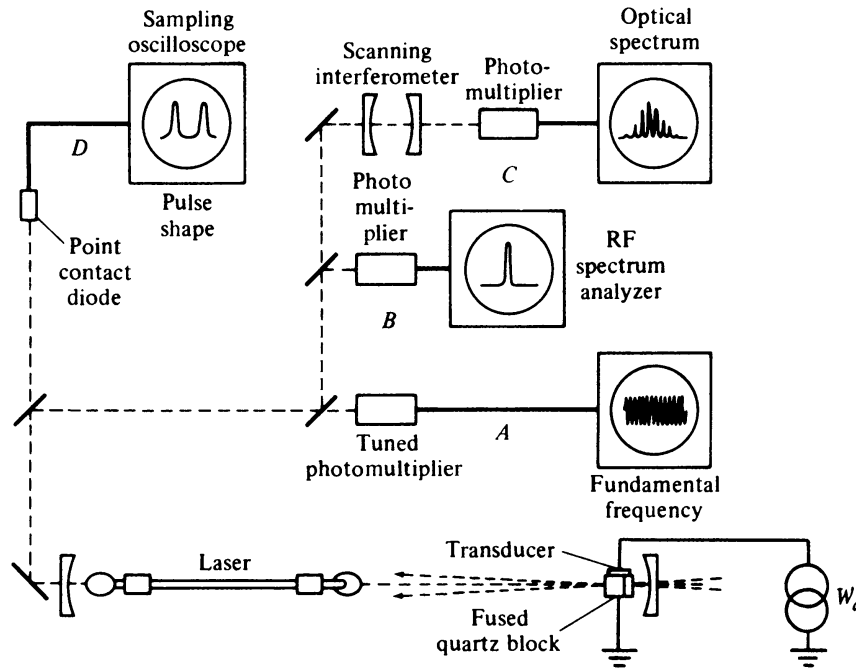 Sampling
oscilloscope
D
Pulse
shape
Point
contact
diode
Scanning
interferometer
Photo-
multiplier
C
Optical
spectrum
Photo
multi-
plier
B
RF
spectrum
analyzer
Tuned
photomultiplier
A
Fundamental
frequency
Laser
Transducer
Fused
quartz block